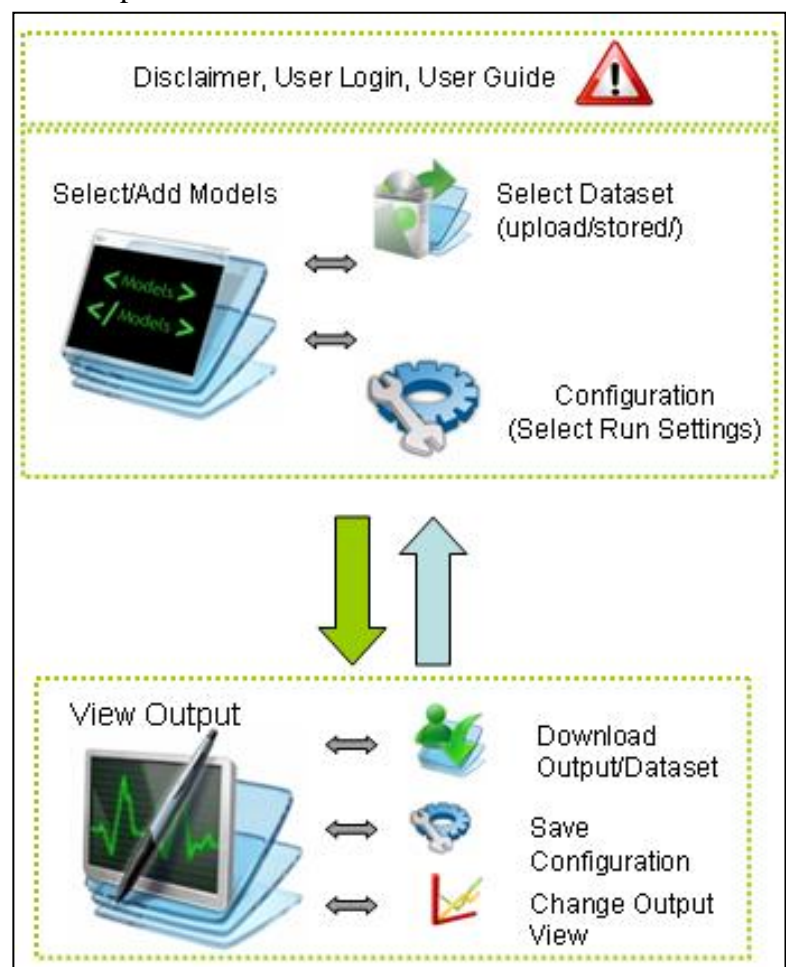 Disclaimer, User Login, User Guide
Select/Add Models
<Models>
</Models>
Select Dataset
(upload/stored/)
Configuration
(Select Run Settings)
View Output
Download
Output/Dataset
Save
Configuration
Change Output
View